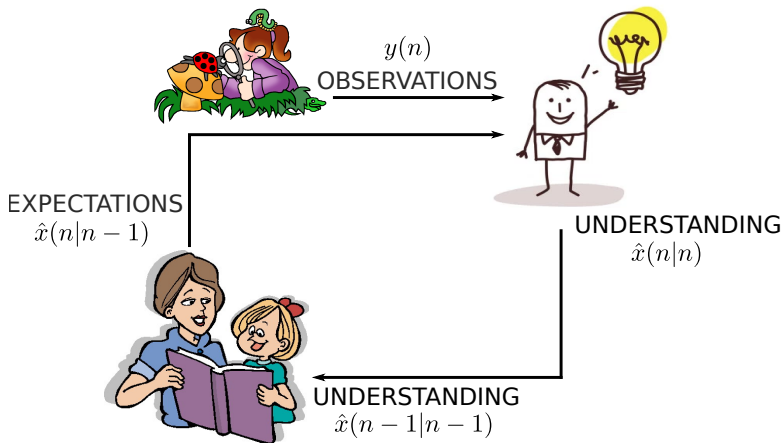 y(n)
OBSERVATIONS
EXPECTATIONS
x̂(n|n − 1)
UNDERSTANDING
x̂(n|n)
UNDERSTANDING
x̂(n − 1|n − 1)